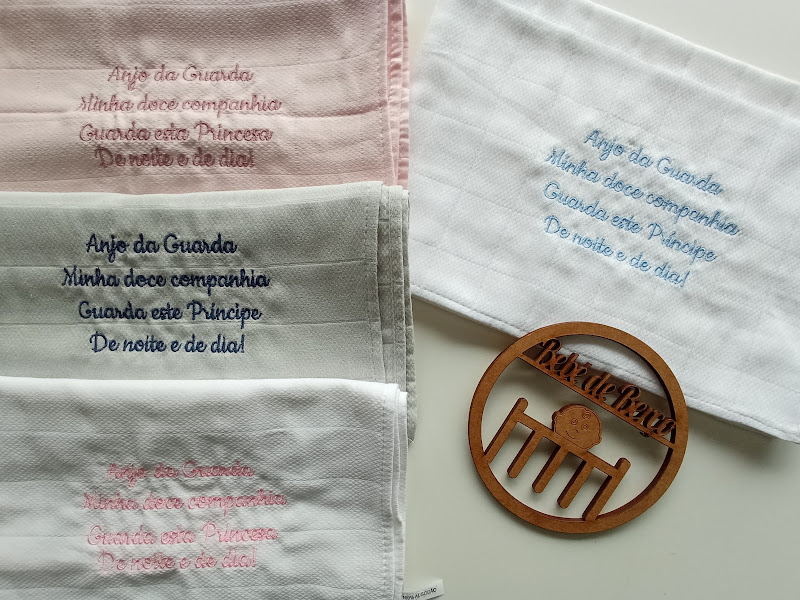 Anjo da Guarda
Minha doce companhia
Guarda esta Princesa
De noite e de dia!
Anjo da Guarda
Minha doce companhia
Guarda este Príncipe
De noite e de dia!
Anjo da Guarda
Minha doce companhia
Guarda esta Princesa
De noite e de dia!
Anjo da Guarda
Minha doce companhia
Guarda este Príncipe
De noite e de dia!
Bebé de Berço